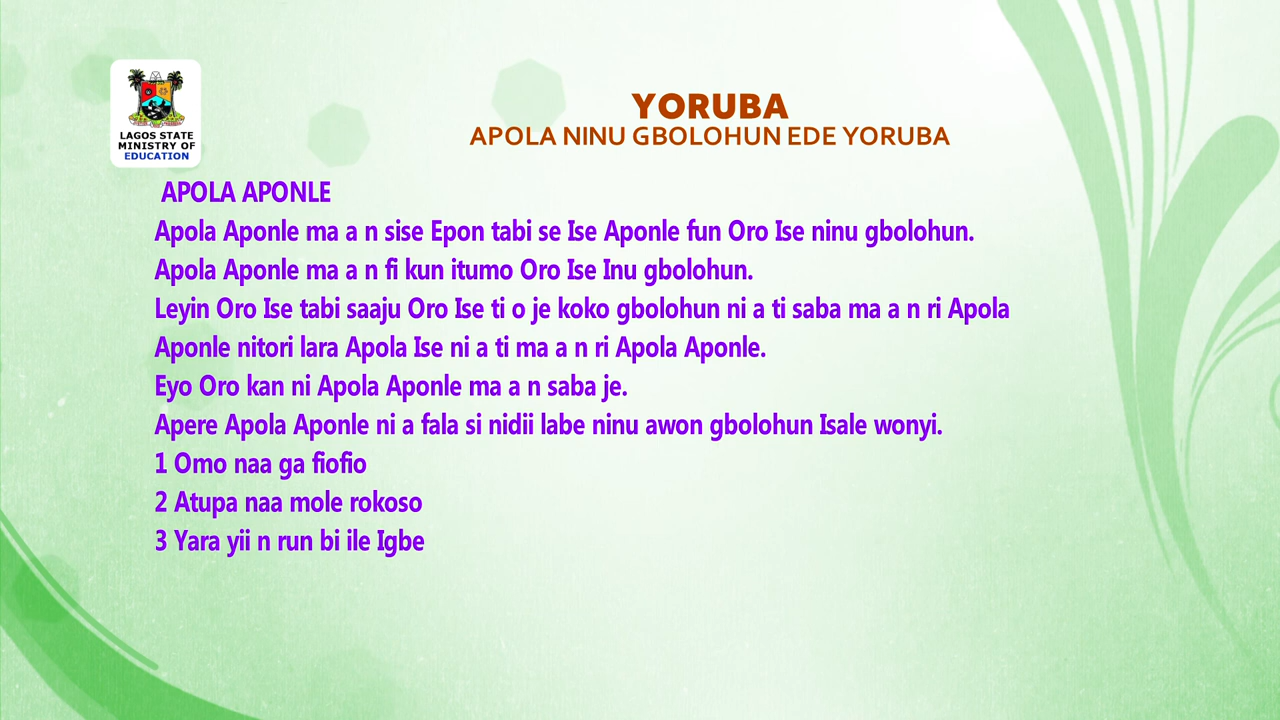 LAGOS STATE
MINISTRY OF
EDUCATION
YORUBA
APOLA NINU GBOLOHUN EDE YORUBA
APOLA APONLE
Apola Aponle ma a n sise Epon tabi se Ise Aponle fun Oro Ise ninu gbolohun.
Apola Aponle ma a n fi kun itumo Oro Ise Inu gbolohun.
Leyin Oro Ise tabi saaju Oro Ise ti o je koko gbolohun ni a ti saba ma a n ri Apola
Aponle nitori lara Apola Ise ni a ti ma a n ri Apola Aponle.
Eyo Oro kan ni Apola Aponle ma a n saba je.
Apere Apola Aponle ni a fala si nidii labe ninu awon gbolohun Isale wonyi.
1 Omo naa ga fiofio
2 Atupa naa mole rokoso
3 Yara yii n run bi ile Igbe